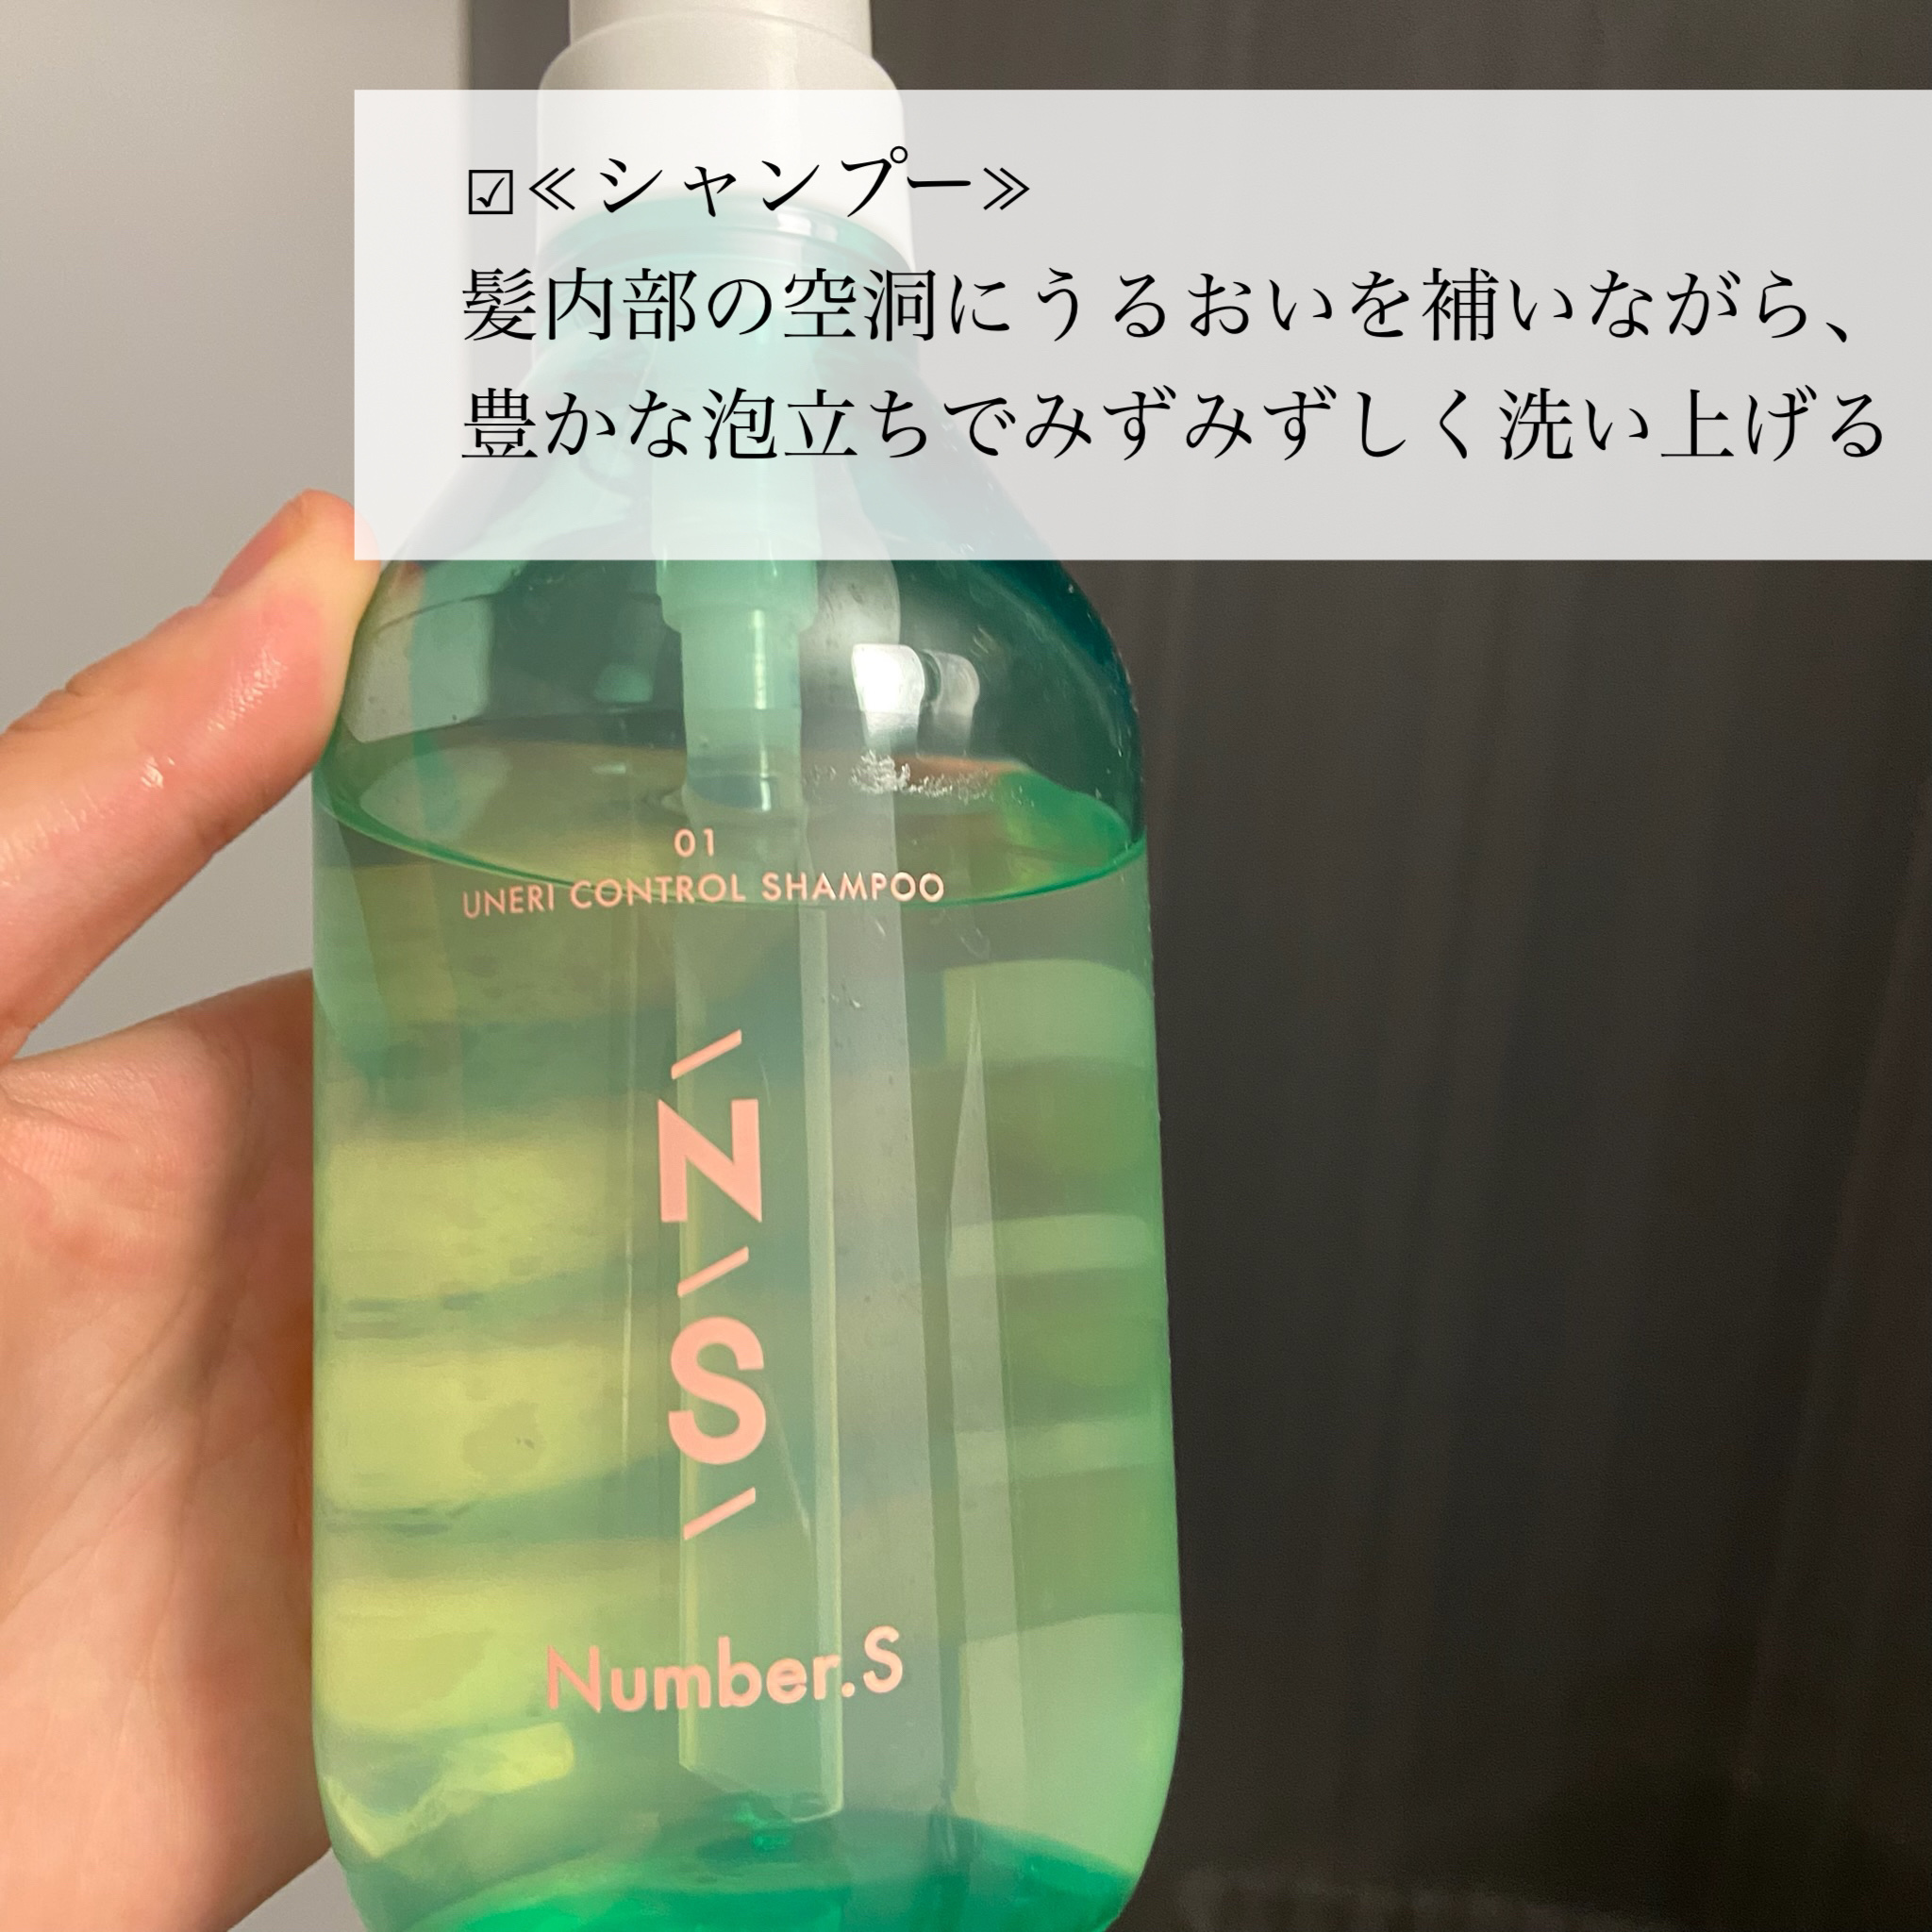 ☑≪シャンプー≫
髪内部の空洞にうるおいを補いながら、
豊かな泡立ちでみずみずしく洗い上げる
01
UNERI CONTROL SHAMPOO
/N/S/
Number.S